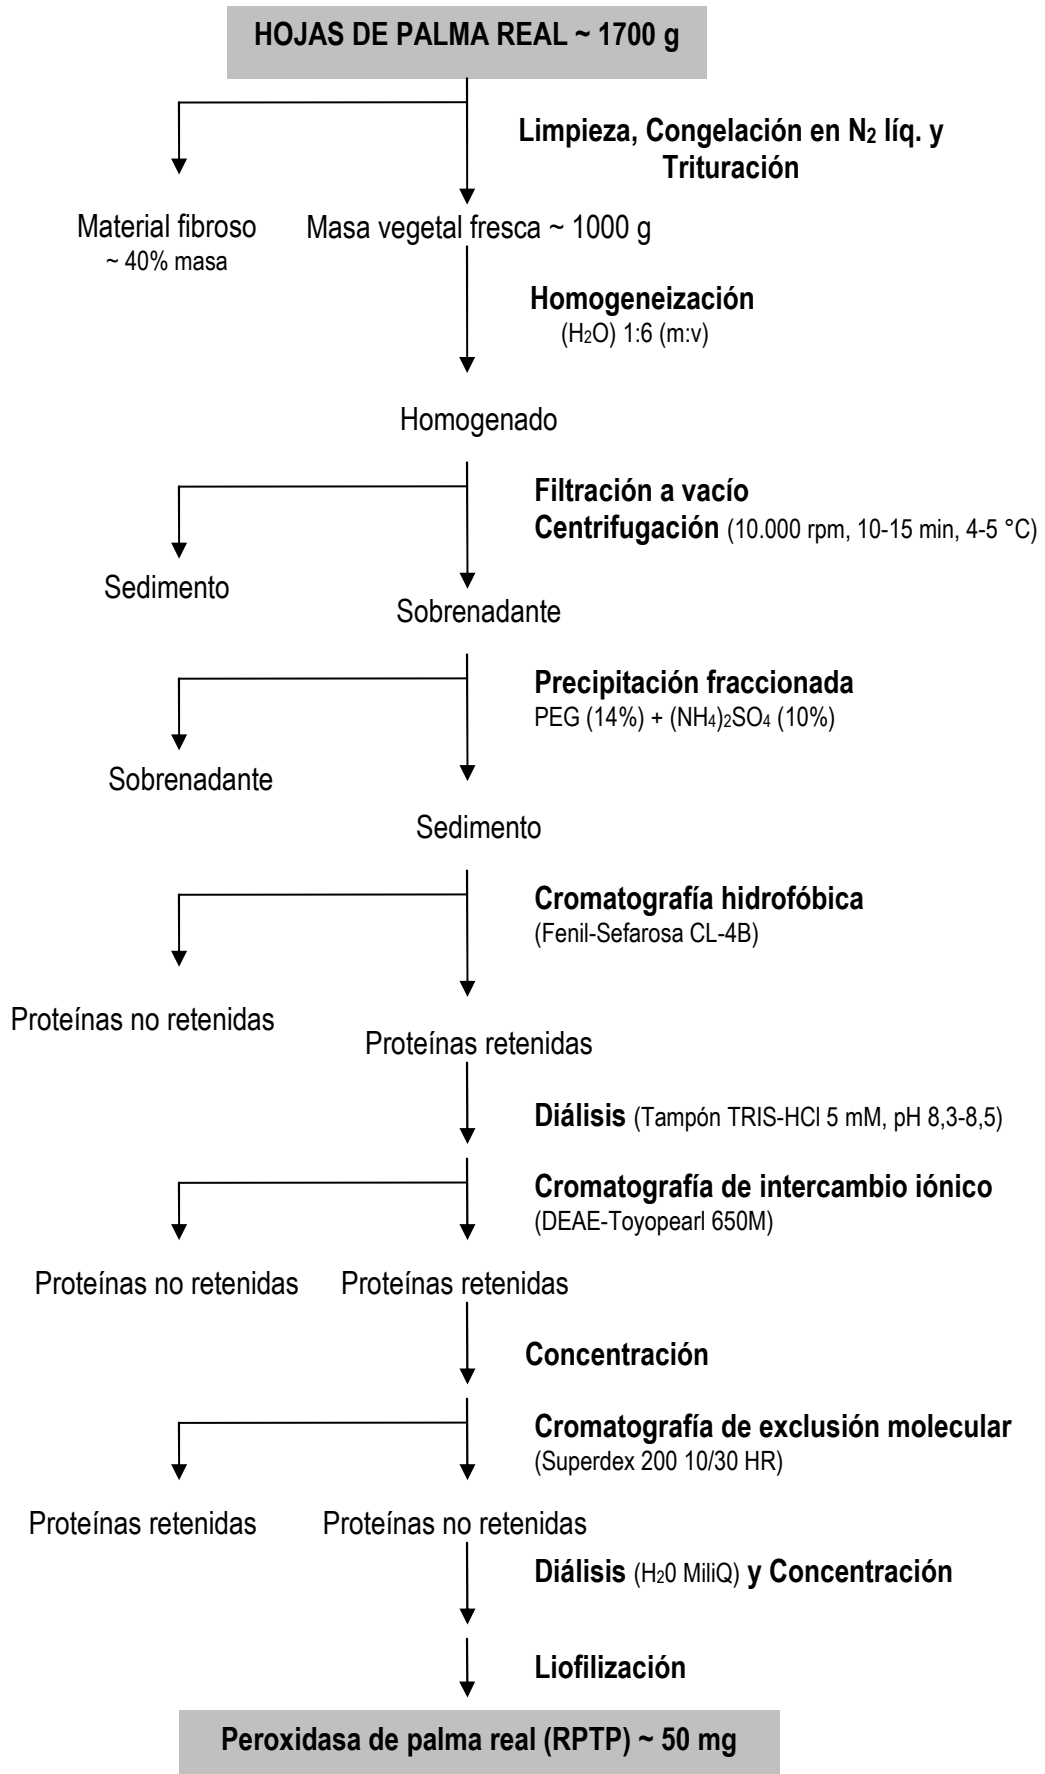 HOJAS DE PALMA REAL ~ 1700 g
Limpieza, Congelación en N₂ líq. y
Trituración
Material fibroso
~ 40% masa
Masa vegetal fresca ~ 1000 g
Homogeneización
(H₂O) 1:6 (m:v)
Homogenado
Filtración a vacío
Centrifugación (10.000 rpm, 10-15 min, 4-5 °C)
Sedimento
Sobrenadante
Precipitación fraccionada
PEG (14%) + (NH₄)₂SO₄ (10%)
Sobrenadante
Sedimento
Cromatografía hidrofóbica
(Fenil-Sefarosa CL-4B)
Proteínas no retenidas
Proteínas retenidas
Diálisis (Tampón TRIS-HCl 5 mM, pH 8,3-8,5)
Cromatografía de intercambio iónico
(DEAE-Toyopearl 650M)
Proteínas no retenidas
Proteínas retenidas
Concentración
Cromatografía de exclusión molecular
(Superdex 200 10/30 HR)
Proteínas retenidas
Proteínas no retenidas
Diálisis (H₂0 MiliQ) y Concentración
Liofilización
Peroxidasa de palma real (RPTP) ~ 50 mg